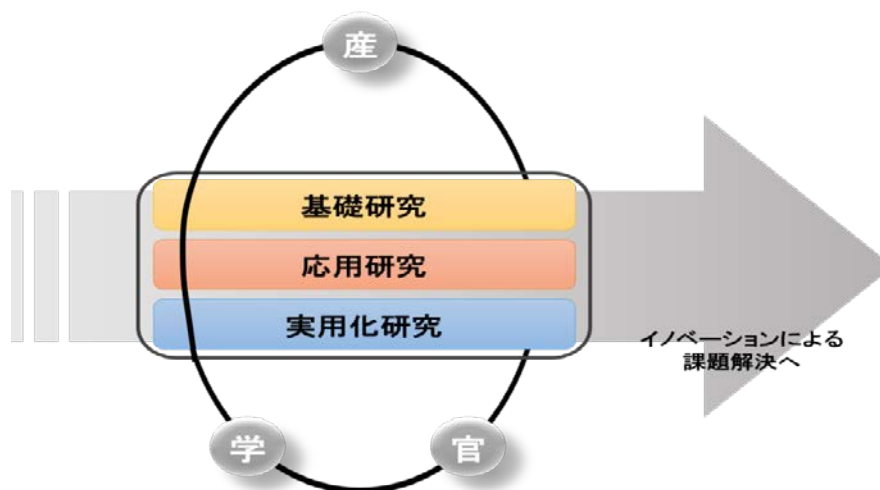 産
基礎研究
応用研究
実用化研究
イノベーションによる
課題解決へ
学
官